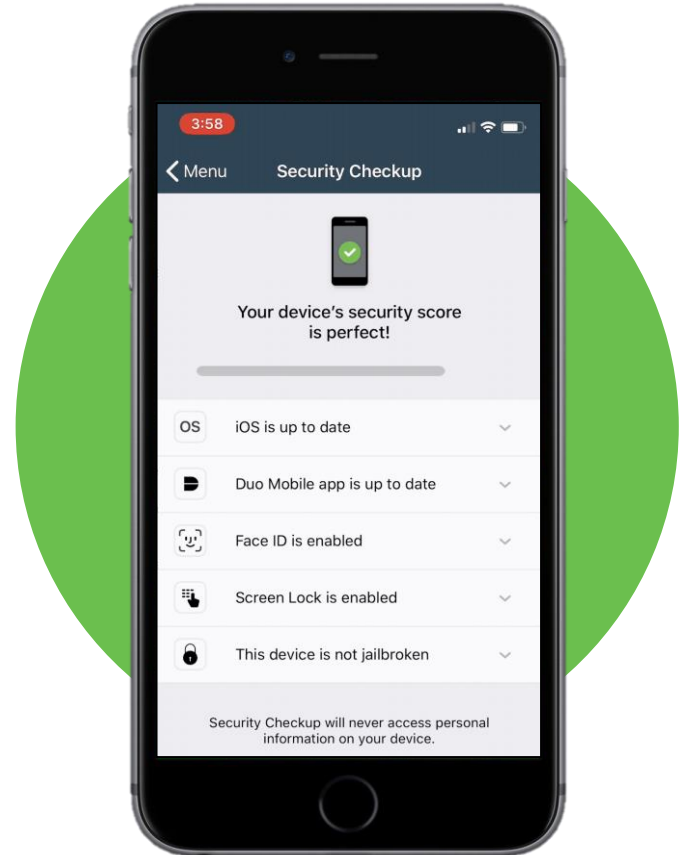 3:58
Menu
Security Checkup
Your device's security score
is perfect!
OS
iOS is up to date
Duo Mobile app is up to date
Face ID is enabled
Screen Lock is enabled
This device is not jailbroken
Security Checkup will never access personal
information on your device.